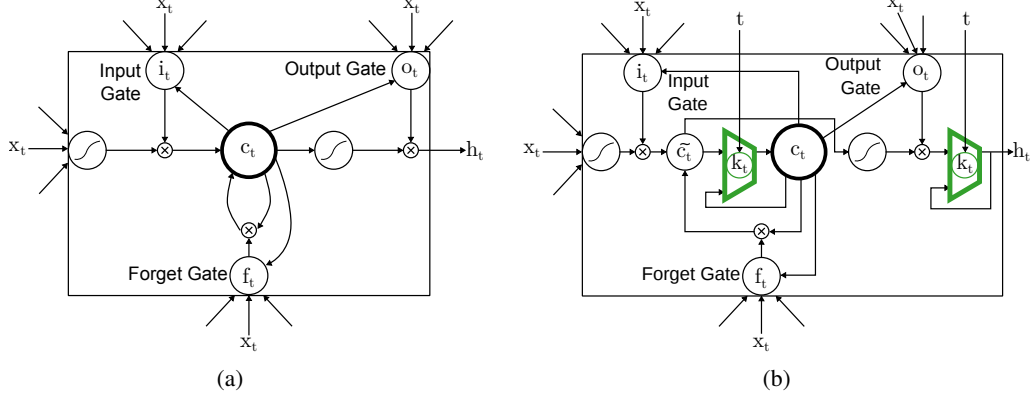 xₜ xₜ
Input
Gate
iₜ
Output Gate
oₜ
xₜ
cₜ
hₜ
Forget Gate
fₜ
xₜ
(a)
xₜ t xₜ t
iₜ
Input
Gate
Output
Gate
oₜ
xₜ
c̃ₜ
kₜ
cₜ
kₜ
hₜ
Forget Gate
fₜ
xₜ
(b)